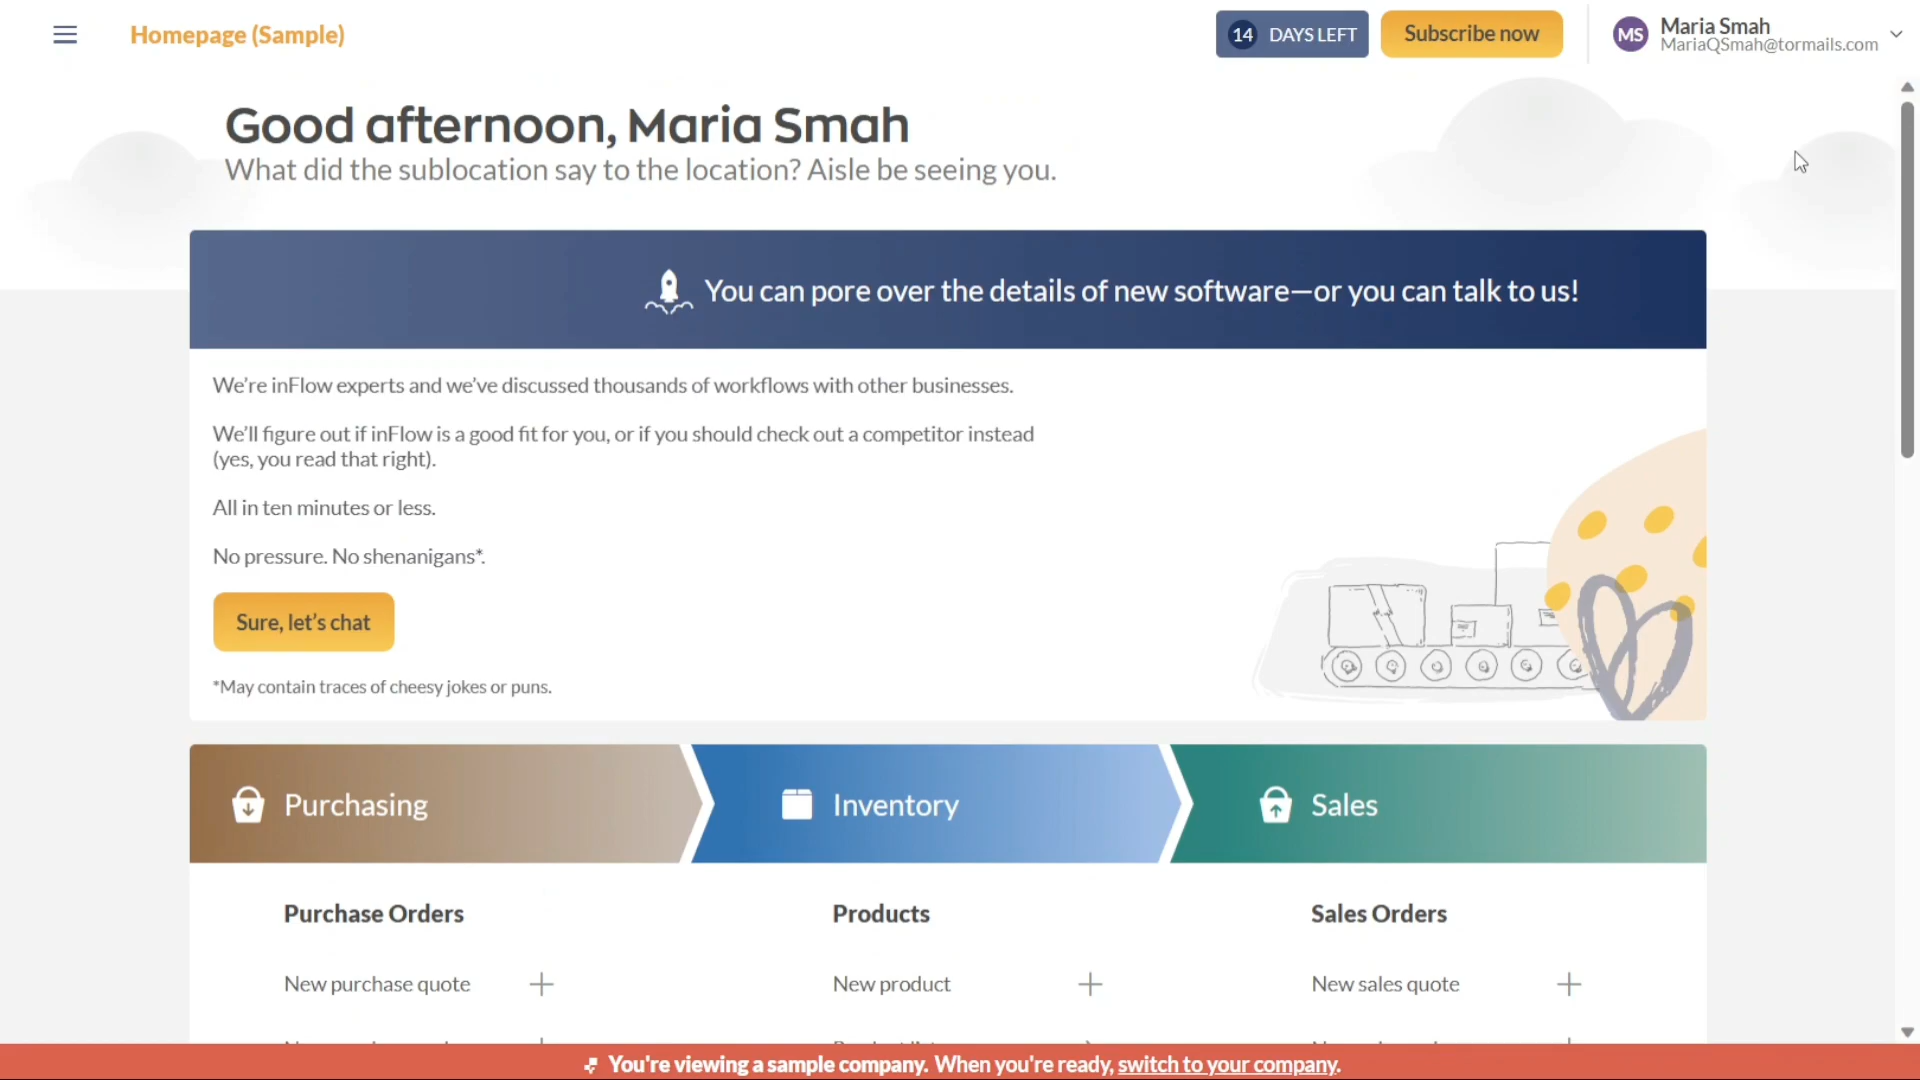 Homepage (Sample)
14 DAYS LEFT
Subscribe now
MS
Maria Smah
MariaQSmah@tormails.com
Good afternoon, Maria Smah
What did the sublocation say to the location? Aisle be seeing you.
You can pore over the details of new software—or you can talk to us!
We're inFlow experts and we've discussed thousands of workflows with other businesses.
We'll figure out if inFlow is a good fit for you, or if you should check out a competitor instead
(yes, you read that right).
All in ten minutes or less.
No pressure. No shenanigans*.
Sure, let's chat
*May contain traces of cheesy jokes or puns.
Purchasing
Inventory
Sales
Purchase Orders
Products
Sales Orders
New purchase quote
New product
New sales quote
You're viewing a sample company. When you're ready, switch to your company.